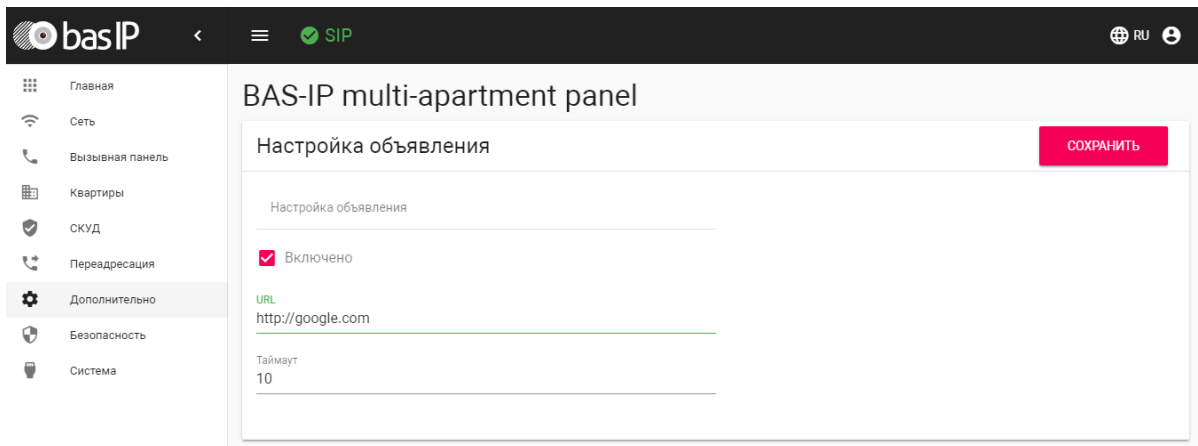 bas IP
SIP
RU
Главная
Сеть
Вызывная панель
Квартиры
СКУД
Переадресация
Дополнительно
Безопасность
Система
BAS-IP multi-apartment panel
Настройка объявления
СОХРАНИТЬ
Настройка объявления
Включено
URL
http://google.com
Таймаут
10